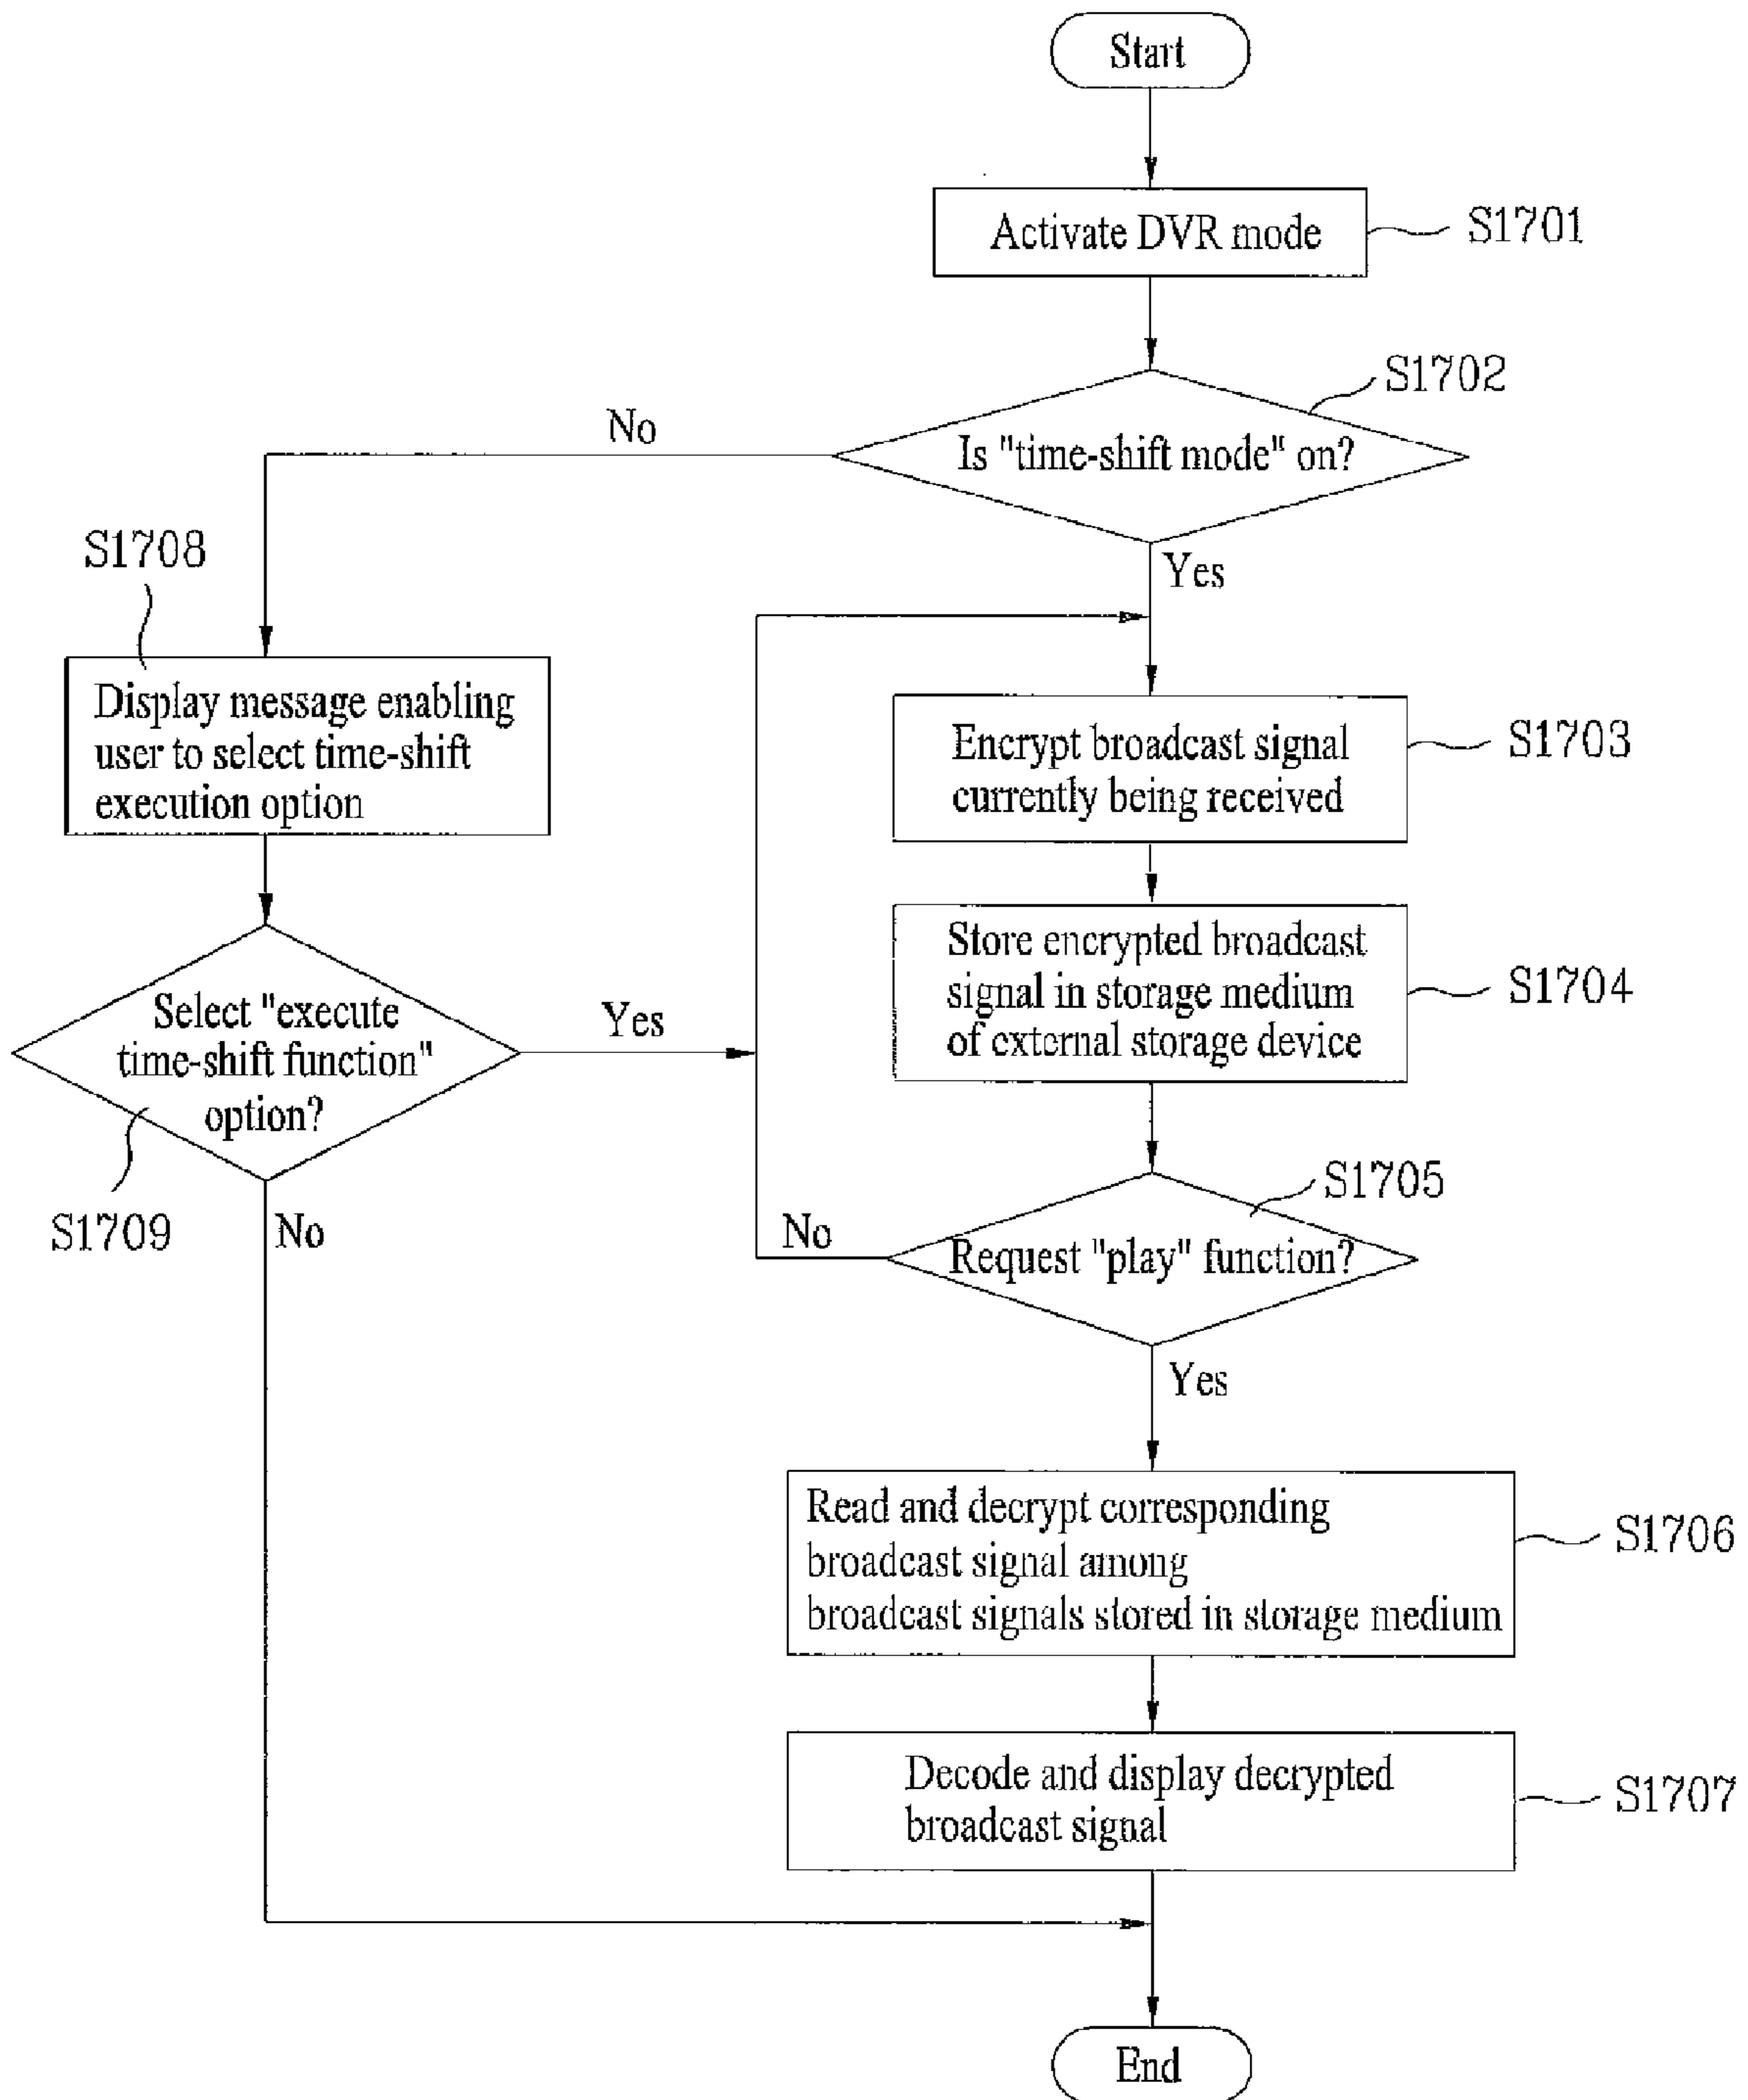 Start
Activate DVR mode
S1701
S1702
Is "time-shift mode" on?
No
Yes
S1708
Display message enabling
user to select time-shift
execution option
Encrypt broadcast signal
currently being received
S1703
Store encrypted broadcast
signal in storage medium
of external storage device
S1704
Select "execute
time-shift function"
option?
Yes
S1709
No
S1705
Request "play" function?
No
Yes
Read and decrypt corresponding
broadcast signal among
broadcast signals stored in storage medium
S1706
Decode and display decrypted
broadcast signal
S1707
End